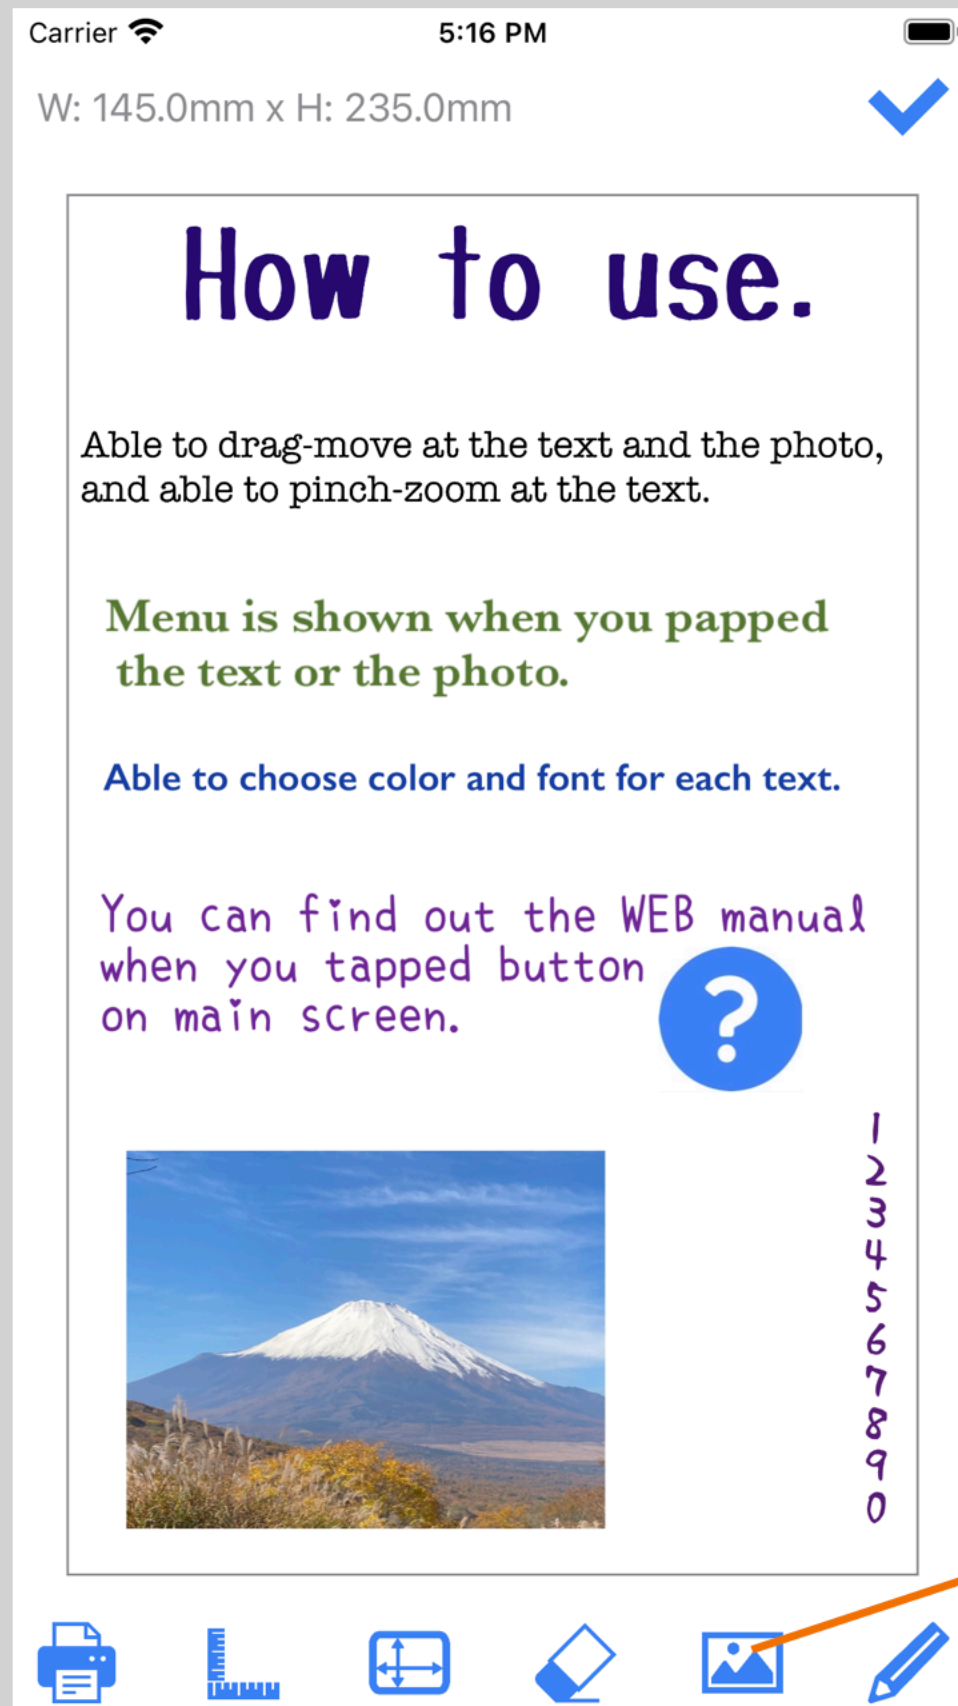 Carrier
5:16 PM
W: 145.0mm x H: 235.0mm
How to use.
Able to drag-move at the text and the photo,
and able to pinch-zoom at the text.
Menu is shown when you papped
the text or the photo.
Able to choose color and font for each text.
You can find out the WEB manual
when you tapped button
on main screen.
?
1
2
3
4
5
6
7
8
9
0